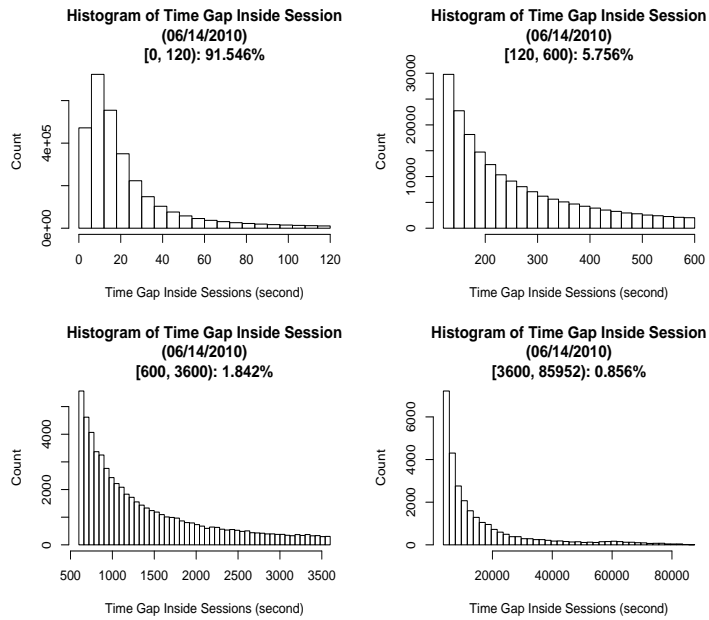 Histogram of Time Gap Inside Session
(06/14/2010)
[0, 120): 91.546%
Count
0e+00
4e+05
0 20 40 60 80 100 120
Time Gap Inside Sessions (second)
Histogram of Time Gap Inside Session
(06/14/2010)
[120, 600): 5.756%
Count
0
10000
20000
30000
200 300 400 500 600
Time Gap Inside Sessions (second)
Histogram of Time Gap Inside Session
(06/14/2010)
[600, 3600): 1.842%
Count
0
2000
4000
500 1000 1500 2000 2500 3000 3500
Time Gap Inside Sessions (second)
Histogram of Time Gap Inside Session
(06/14/2010)
[3600, 85952): 0.856%
Count
0
2000
4000
6000
20000 40000 60000 80000
Time Gap Inside Sessions (second)